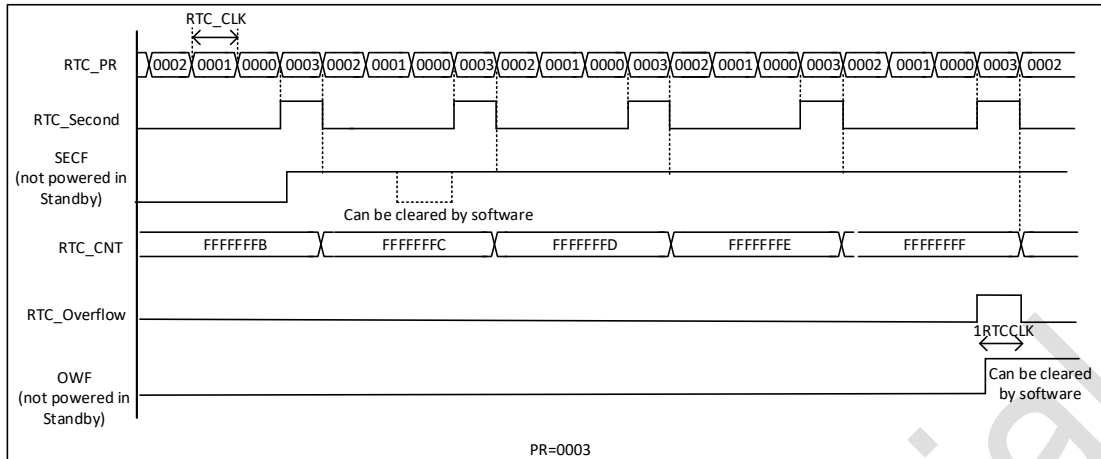 RTC_CLK
RTC_PR 0002 0001 0000 0003 0002 0001 0000 0003 0002 0001 0000 0003 0002 0001 0000 0003 0002 0001 0000 0003 0002
RTC_Second
SECF
(not powered in
Standby)
Can be cleared by software
RTC_CNT FFFFFFFB FFFFFFFC FFFFFFFD FFFFFFFE FFFFFFFF
RTC_Overflow
1RTCCLK
OWF
(not powered in
Standby)
Can be cleared
by software
PR=0003